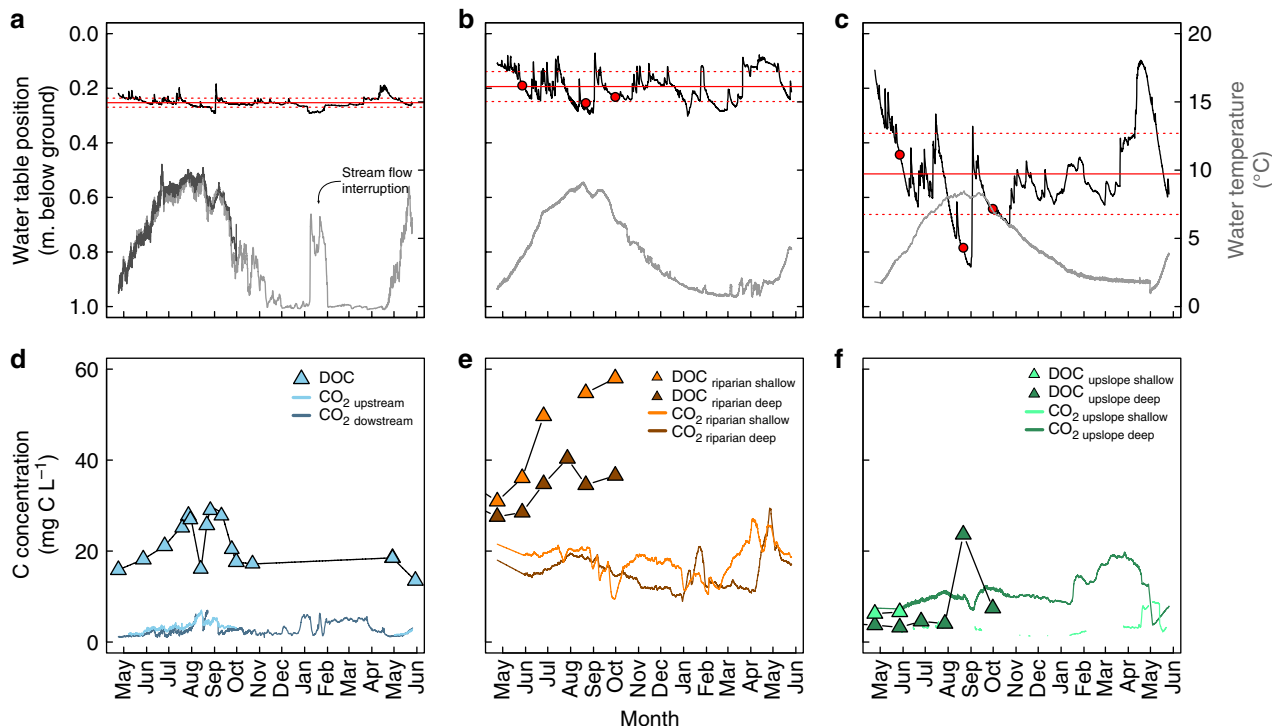 a
b
c
0.0
0.2
0.4
0.6
0.8
1.0
Water table position
(m. below ground)
Stream flow
interruption
20
15
10
5
0
Water temperature
(°C)
d
e
f
60
40
20
0
C concentration
(mg C L⁻¹)
DOC
CO₂ upstream
CO₂ dowstream
DOC riparian shallow
DOC riparian deep
CO₂ riparian shallow
CO₂ riparian deep
DOC upslope shallow
DOC upslope deep
CO₂ upslope shallow
CO₂ upslope deep
May Jun Jul Aug Sep Oct Nov Dec Jan Feb Mar Apr May Jun
May Jun Jul Aug Sep Oct Nov Dec Jan Feb Mar Apr May Jun
May Jun Jul Aug Sep Oct Nov Dec Jan Feb Mar Apr May Jun
Month